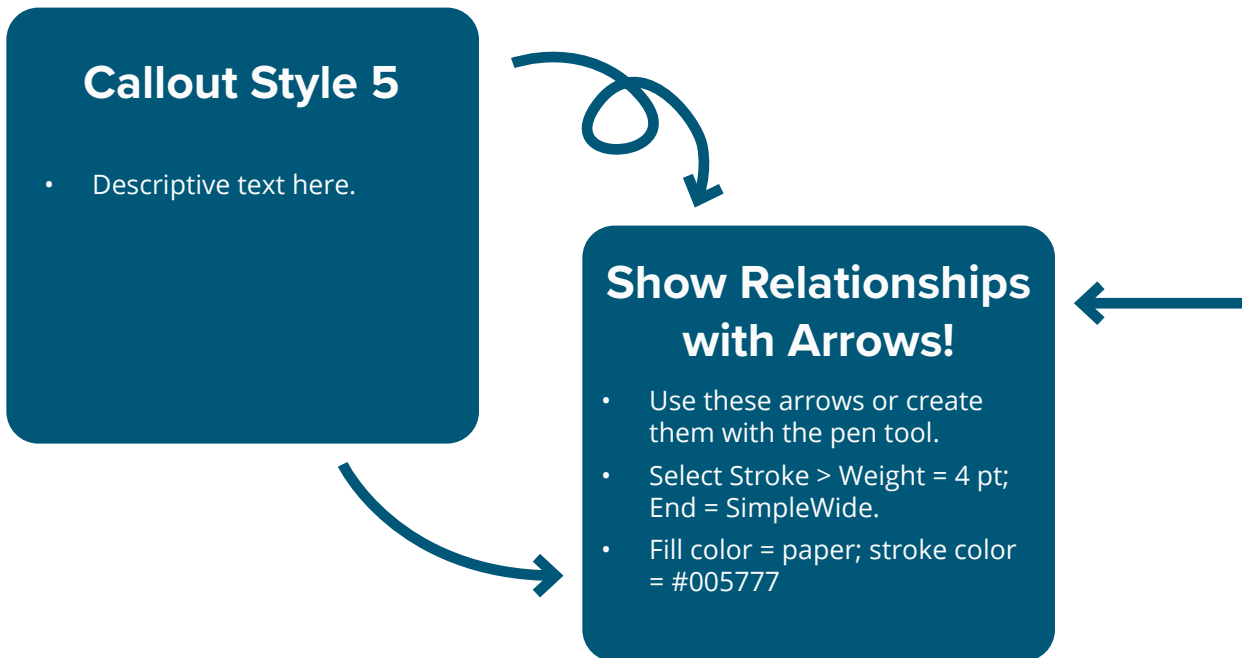 Callout Style 5
• Descriptive text here.
Show Relationships
with Arrows!
• Use these arrows or create
them with the pen tool.
• Select Stroke > Weight = 4 pt;
End = SimpleWide.
• Fill color = paper; stroke color
= #005777